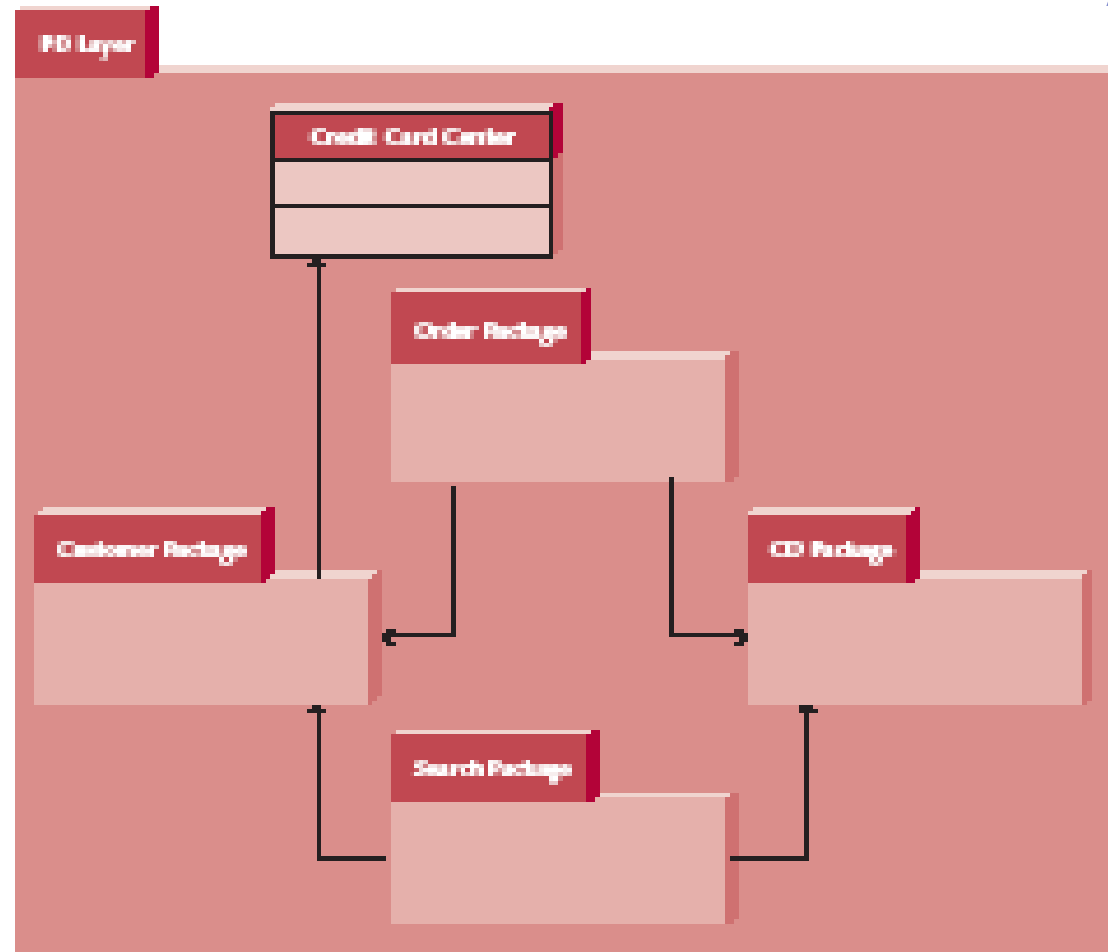 PD Layer
Credit Card Center
Order Package
Customer Package
CD Package
Search Package